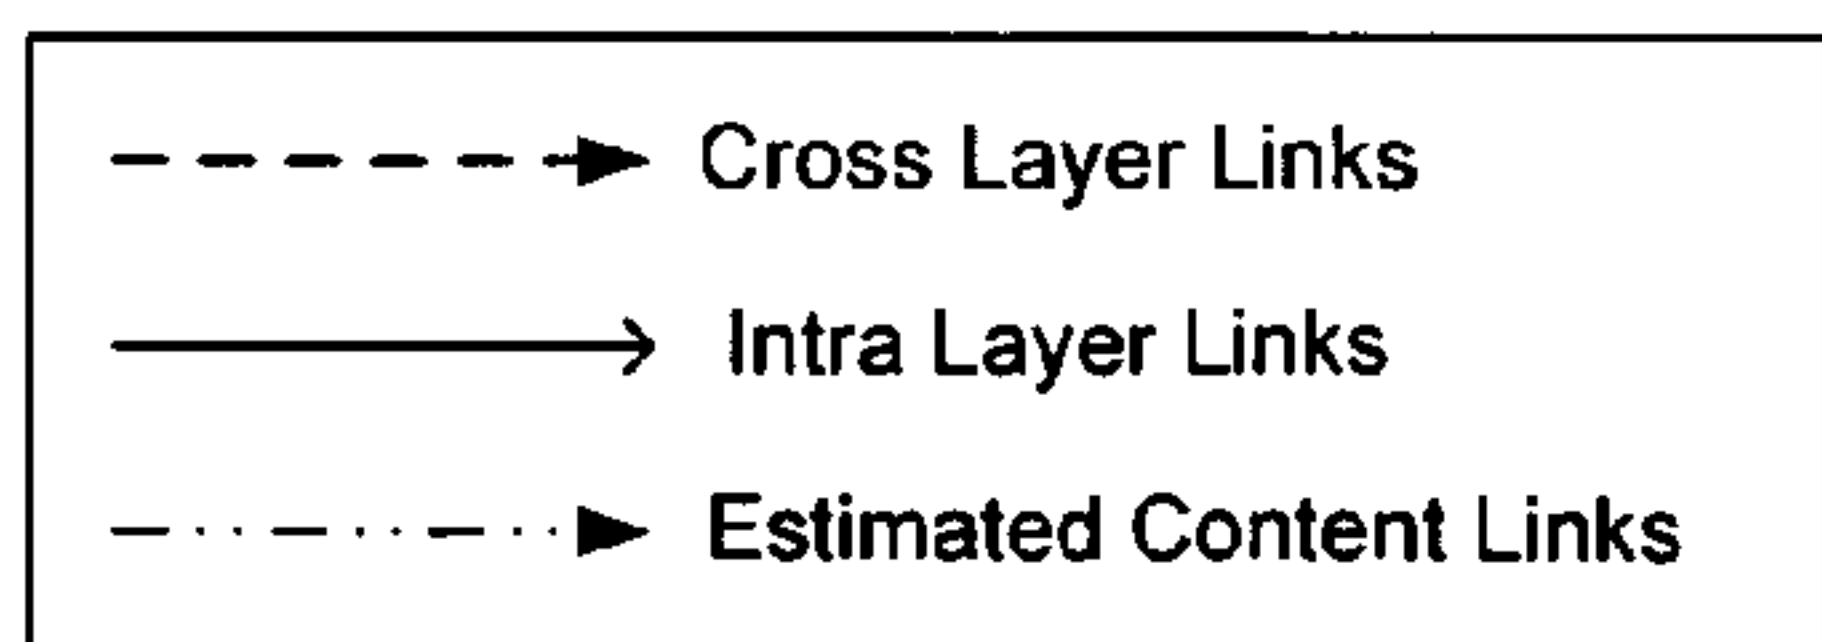 Cross Layer Links
Intra Layer Links
Estimated Content Links